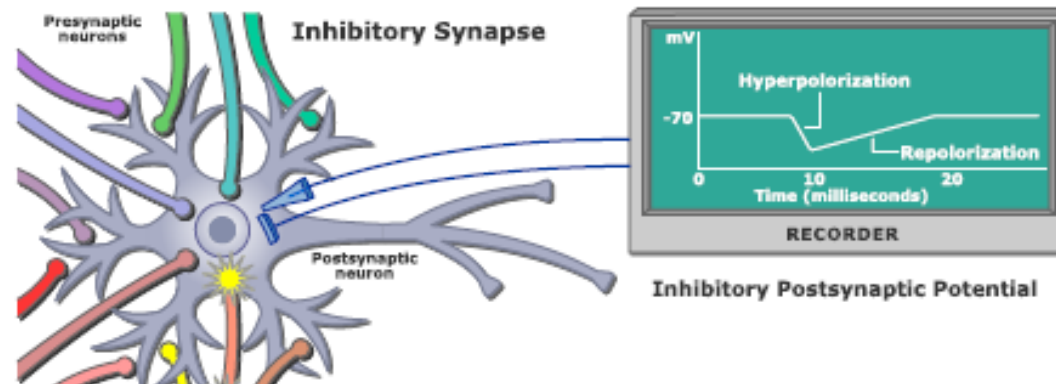 Presynaptic
neurons
Inhibitory Synapse
Postsynaptic
neuron
mV
Hyperpolorization
-70
Repolorization
0 10 20
Time (milliseconds)
RECORDER
Inhibitory Postsynaptic Potential